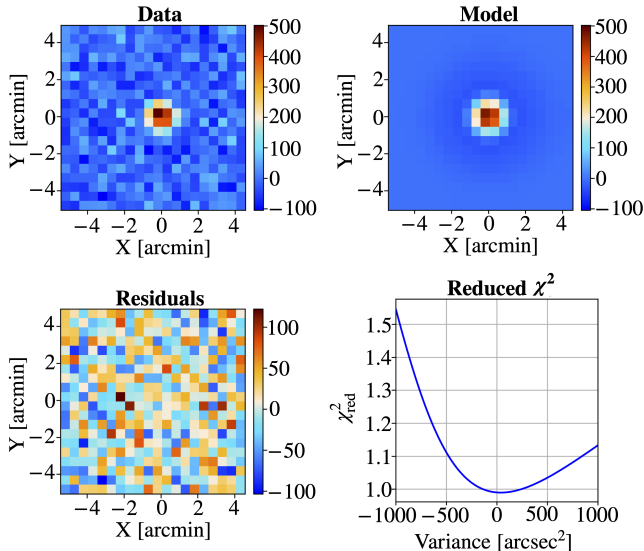 Data
4
2
0
−2
−4
Y [arcmin]
−4 −2 0 2 4
X [arcmin]
500
400
300
200
100
0
−100
Model
4
2
0
−2
−4
Y [arcmin]
−4 −2 0 2 4
X [arcmin]
500
400
300
200
100
0
−100
Residuals
4
2
0
−2
−4
Y [arcmin]
−4 −2 0 2 4
X [arcmin]
100
50
0
−50
−100
Reduced χ²
1.5
1.4
1.3
1.2
1.1
1.0
χ²red
−1000 −500 0 500 1000
Variance [arcsec²]